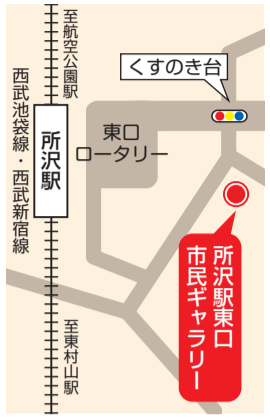 至航空公園駅
くすのき台
西武池袋線・西武新宿線
所沢駅
東口
ロータリー
所沢駅東口
市民ギャラリー
至東村山駅